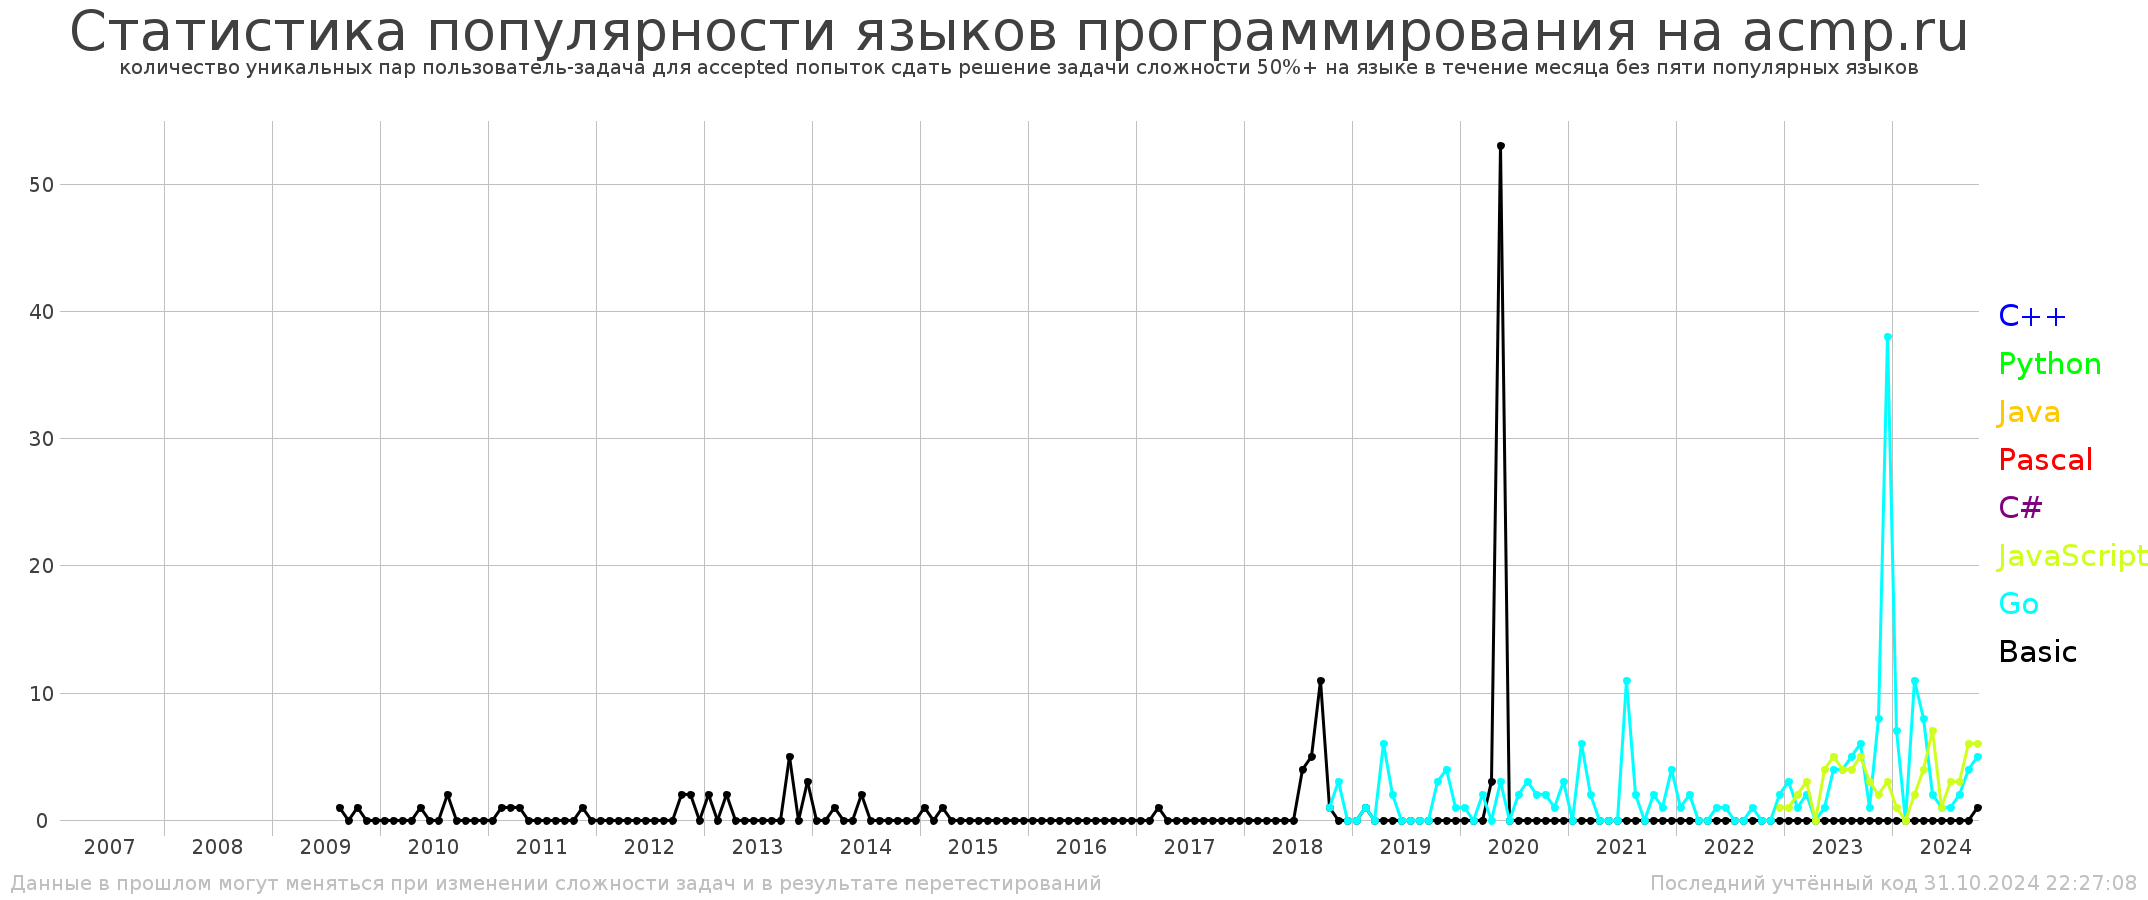 Статистика популярности языков программирования на acmp.ru
количество уникальных пар пользователь-задача для accepted попыток сдать решение задачи сложности 50%+ на языке в течение месяца без пяти популярных языков
50
40
30
20
10
0
C++
Python
Java
Pascal
C#
JavaScript
Go
Basic
2007 2008 2009 2010 2011 2012 2013 2014 2015 2016 2017 2018 2019 2020 2021 2022 2023 2024
Данные в прошлом могут меняться при изменении сложности задач и в результате перетестирований
Последний учтённый код 31.10.2024 22:27:08